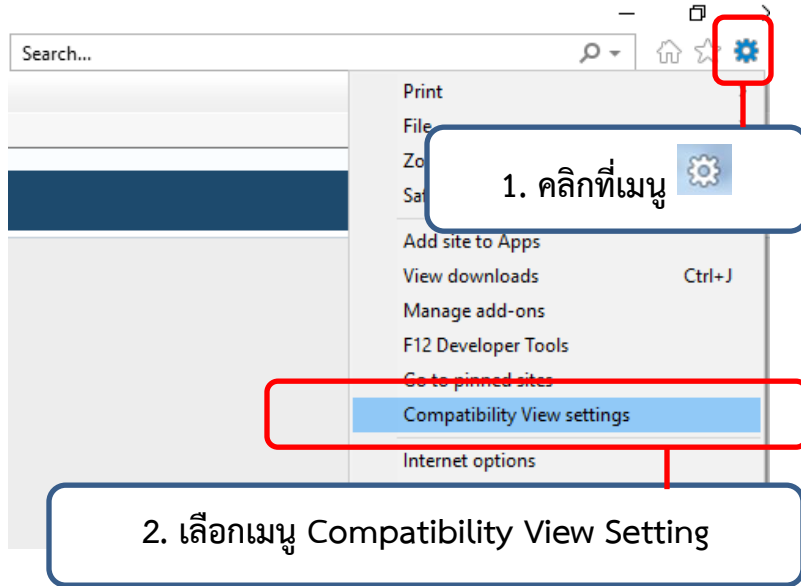 Search...
Print
File
Zo
Saf
1. คลิกที่เมนู
Add site to Apps
View downloads Ctrl+J
Manage add-ons
F12 Developer Tools
Go to pinned sites
Compatibility View settings
Internet options
2. เลือกเมนู Compatibility View Setting